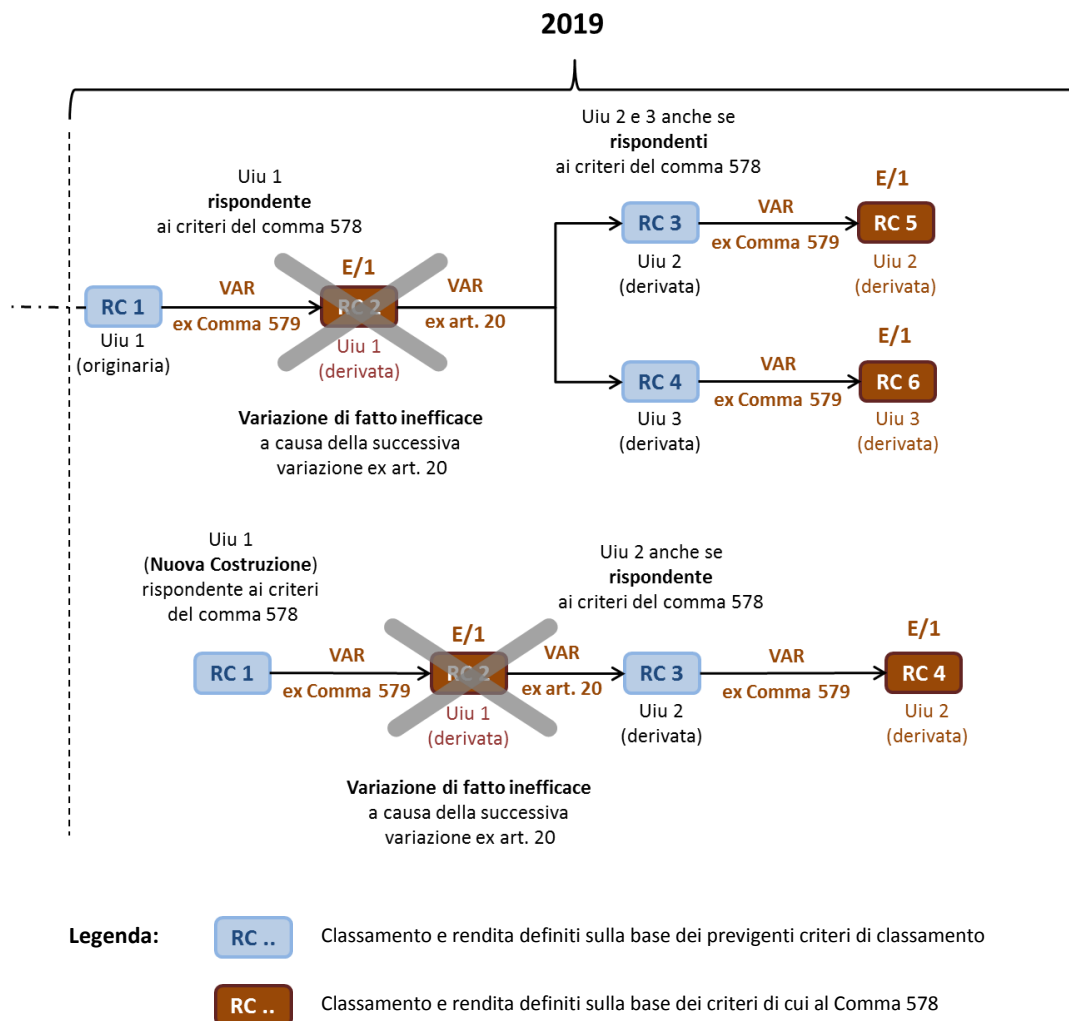 2019
Uiu 2 e 3 anche se
rispondenti
ai criteri del comma 578
Uiu 1
rispondente
ai criteri del comma 578
RC 1
Uiu 1
(originaria)
VAR
ex Comma 579
E/1
RC 2
Uiu 1
(derivata)
VAR
ex art. 20
Variazione di fatto inefficace
a causa della successiva
variazione ex art. 20
RC 3
Uiu 2
(derivata)
VAR
ex Comma 579
E/1
RC 5
Uiu 2
(derivata)
RC 4
Uiu 3
(derivata)
VAR
ex Comma 579
E/1
RC 6
Uiu 3
(derivata)
Uiu 1
(Nuova Costruzione)
rispondente ai criteri
del comma 578
Uiu 2 anche se
rispondente
ai criteri del comma 578
RC 1
VAR
ex Comma 579
E/1
RC 2
Uiu 1
(derivata)
VAR
ex art. 20
RC 3
Uiu 2
(derivata)
VAR
ex Comma 579
E/1
RC 4
Uiu 2
(derivata)
Variazione di fatto inefficace
a causa della successiva
variazione ex art. 20
Legenda:
RC .. Classamento e rendita definiti sulla base dei previgenti criteri di classamento
RC .. Classamento e rendita definiti sulla base dei criteri di cui al Comma 578